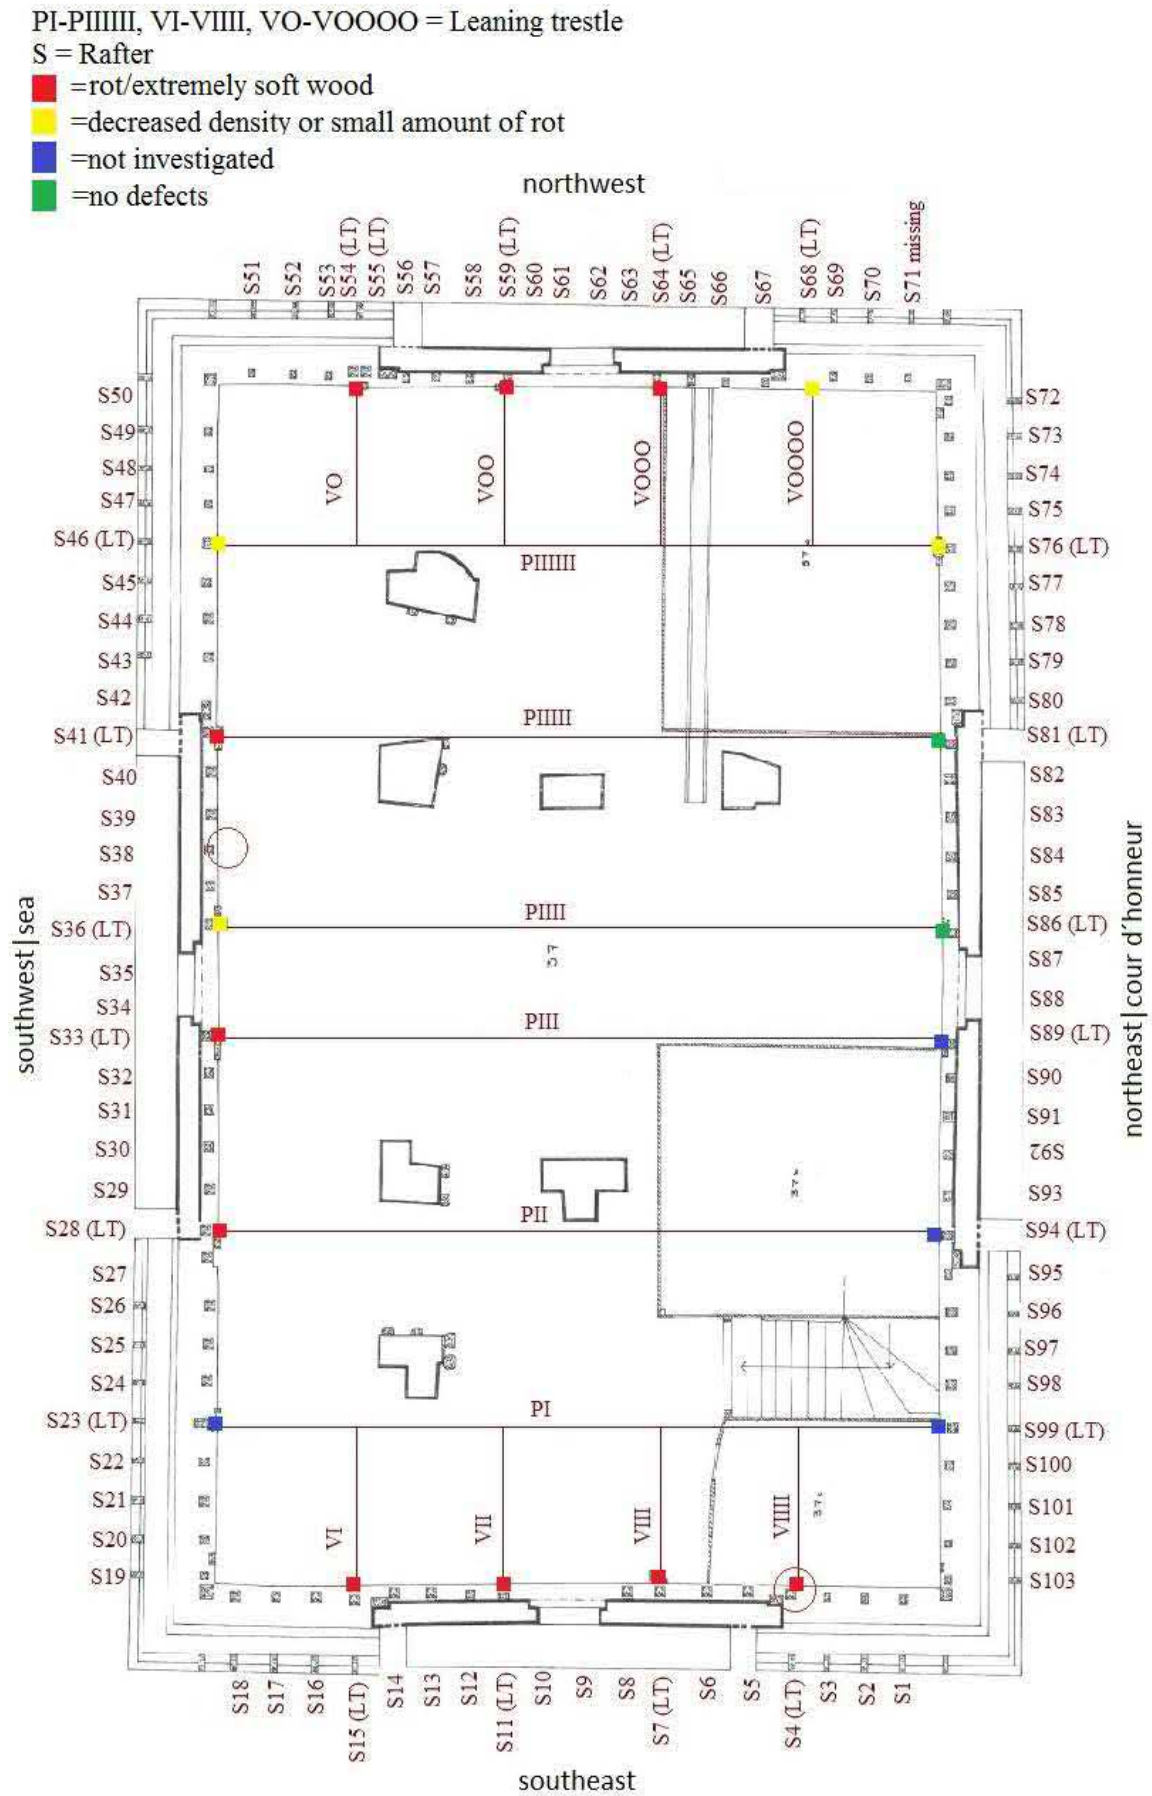 PI-PIIIIII, VI-VIIII, VO-VOOOO = Leaning trestle
S = Rafter
=rot/extremely soft wood
=decreased density or small amount of rot
=not investigated
=no defects
northwest
S51
S52
S53
S54 (LT)
S55 (LT)
S56
S57
S58
S59 (LT)
S60
S61
S62
S63
S64 (LT)
S65
S66
S67
S68 (LT)
S69
S70
S71 missing
S50
S49
S48
S47
S46 (LT)
S45
S44
S43
S42
S41 (LT)
S40
S39
S38
S37
S36 (LT)
S35
S34
S33 (LT)
S32
S31
S30
S29
S28 (LT)
S27
S26
S25
S24
S23 (LT)
S22
S21
S20
S19
southwest|sea
VO
VOO
VOOO
VOOOO
PIIIIII
PIIIII
PIIII
57
PIII
PII
PI
VI
VII
VIII
VIIII
S72
S73
S74
S75
S76 (LT)
S77
S78
S79
S80
S81 (LT)
S82
S83
S84
S85
S86 (LT)
S87
S88
S89 (LT)
S90
S91
S92
S93
S94 (LT)
S95
S96
S97
S98
S99 (LT)
S100
S101
S102
S103
northeast|cour d´honneur
S18
S17
S16
S15 (LT)
S14
S13
S12
S11 (LT)
S10
S9
S8
S7 (LT)
S6
S5
S4 (LT)
S3
S2
S1
southeast